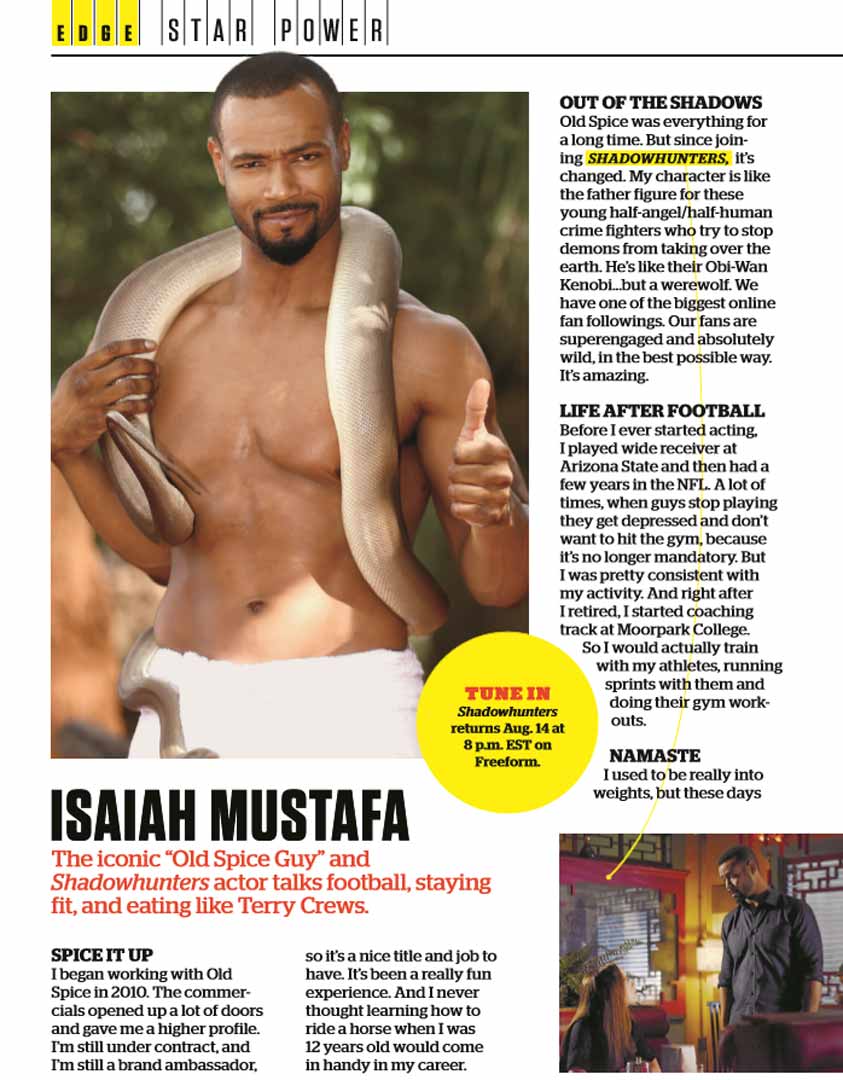 EDGE STAR POWER
ISAIAH MUSTAFA
The iconic “Old Spice Guy” and
Shadowhunters actor talks football, staying
fit, and eating like Terry Crews.
SPICE IT UP
I began working with Old
Spice in 2010. The commer-
cials opened up a lot of doors
and gave me a higher profile.
I’m still under contract, and
I’m still a brand ambassador,
so it’s a nice title and job to
have. It’s been a really fun
experience. And I never
thought learning how to
ride a horse when I was
12 years old would come
in handy in my career.
TUNE IN
Shadowhunters
returns Aug. 14 at
8 p.m. EST on
Freeform.
OUT OF THE SHADOWS
Old Spice was everything for
a long time. But since join-
ing SHADOWHUNTERS, it’s
changed. My character is like
the father figure for these
young half-angel/half-human
crime fighters who try to stop
demons from taking over the
earth. He’s like their Obi-Wan
Kenobi...but a werewolf. We
have one of the biggest online
fan followings. Our fans are
superengaged and absolutely
wild, in the best possible way.
It’s amazing.
LIFE AFTER FOOTBALL
Before I ever started acting,
I played wide receiver at
Arizona State and then had a
few years in the NFL. A lot of
times, when guys stop playing
they get depressed and don’t
want to hit the gym, because
it’s no longer mandatory. But
I was pretty consistent with
my activity. And right after
I retired, I started coaching
track at Moorpark College.
So I would actually train
with my athletes, running
sprints with them and
doing their gym work-
outs.
NAMASTE
I used to be really into
weights, but these days